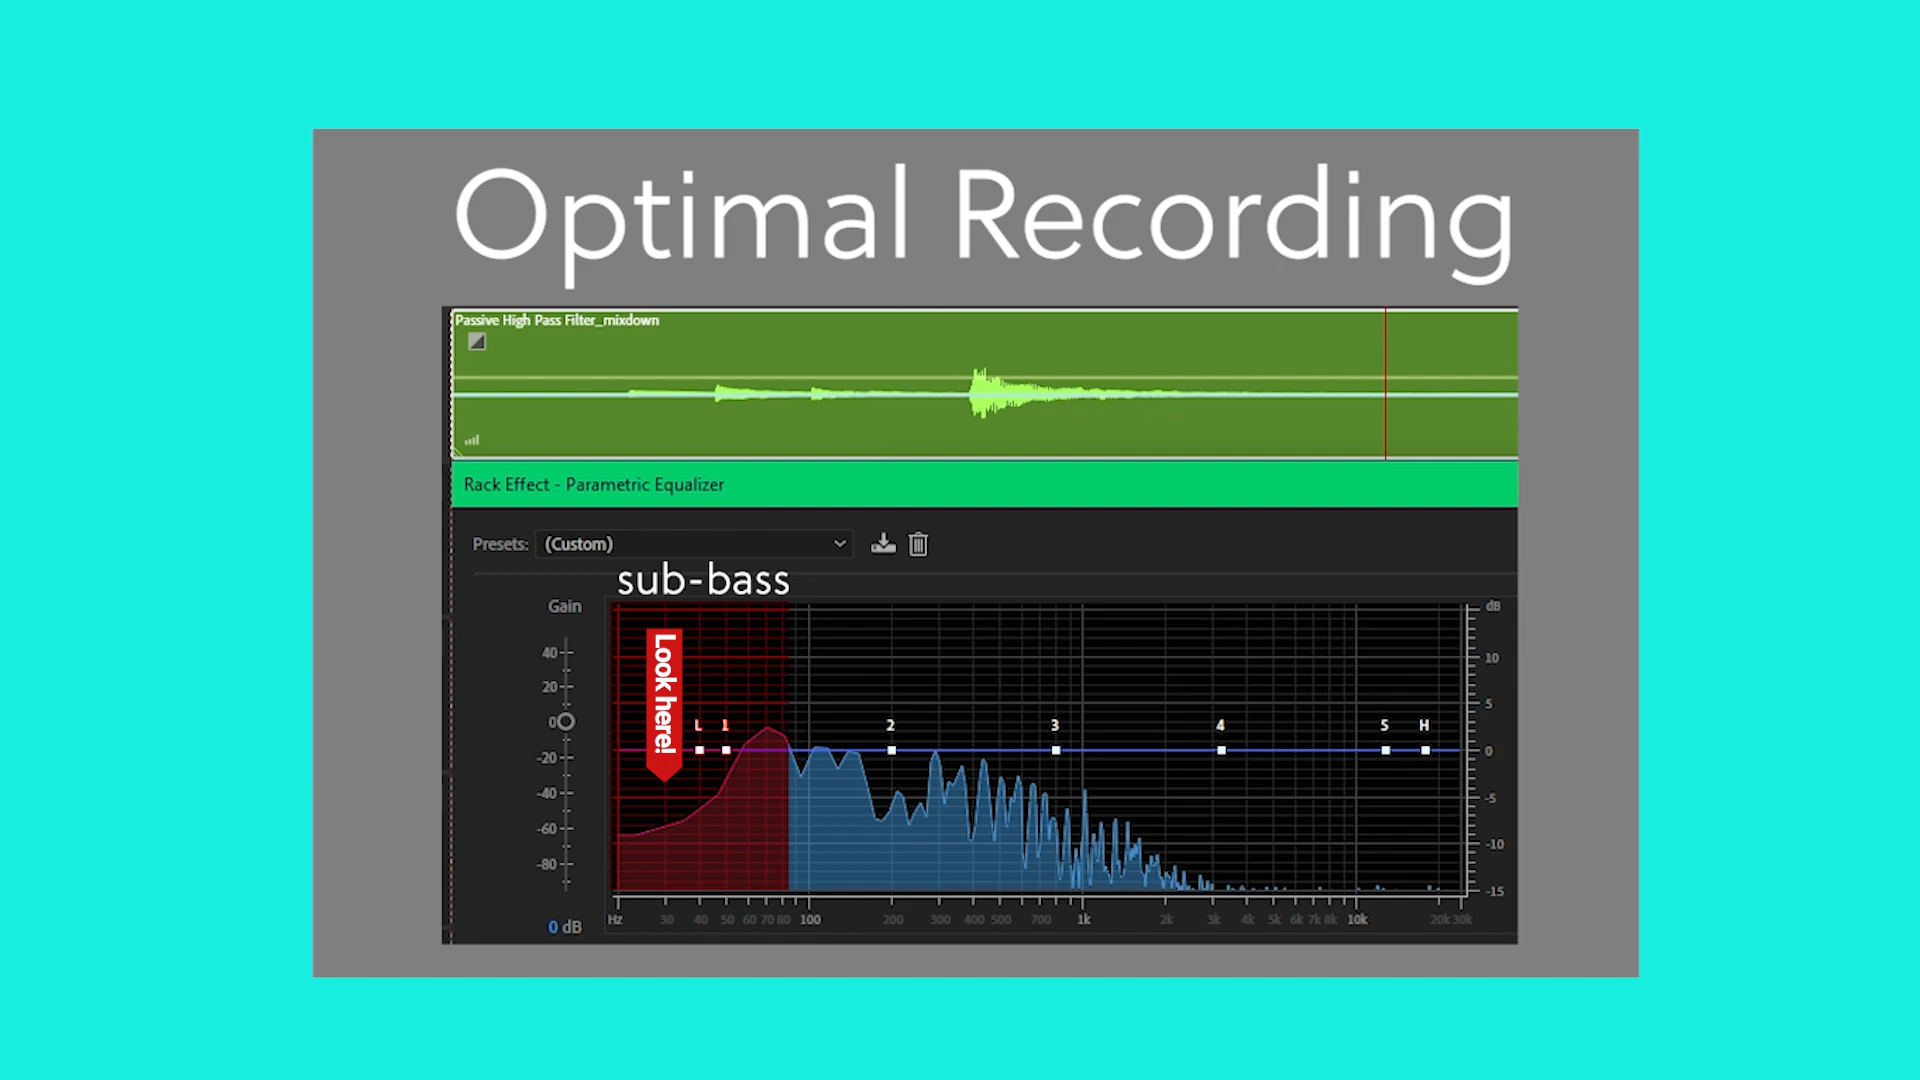 Optimal Recording
Passive High Pass Filter_mixdown
Rack Effect - Parametric Equalizer
Presets: (Custom)
sub-bass
Gain
dB
Look here!
40
20
0
-20
-40
-60
-80
0 dB
L 1 2 3 4 5 H
10
5
0
-5
-10
-15
Hz 30 40 50 60 70 80 100 200 300 400 500 700 1k 2k 3k 4k 5k 6k 7k 8k 10k 20k 30k